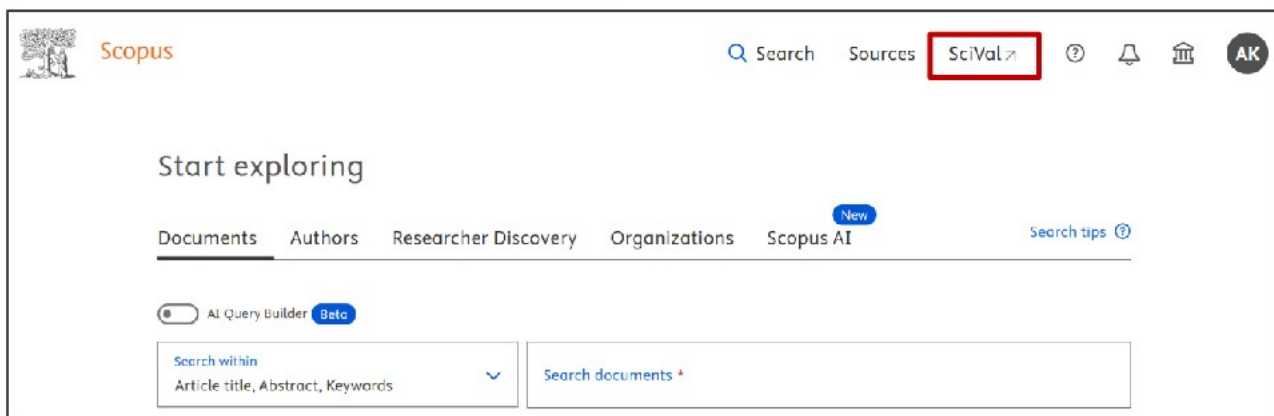 Scopus
Search Sources SciVal AK
Start exploring
New
Documents Authors Researcher Discovery Organizations Scopus AI Search tips
AI Query Builder Beta
Search within
Article title, Abstract, Keywords
Search documents *